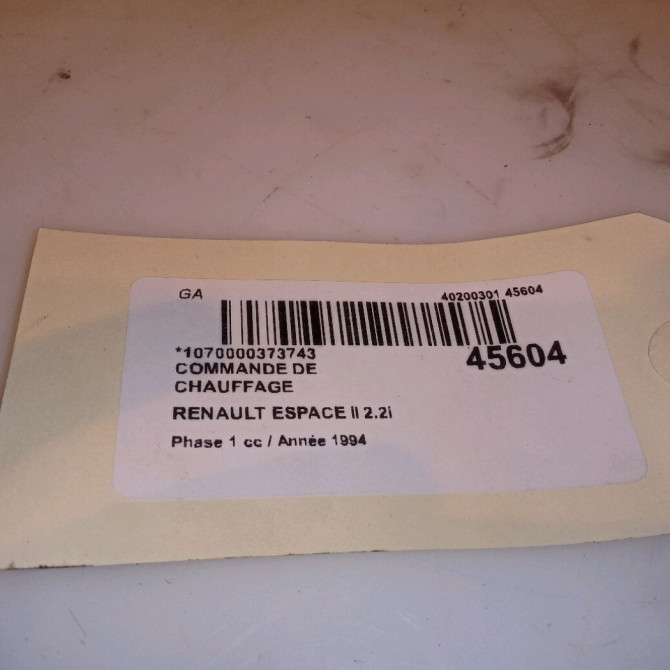 GA 40200301 45604
*1070000373743 45604
COMMANDE DE
CHAUFFAGE
RENAULT ESPACE II 2.2i
Phase 1 cc / Année 1994